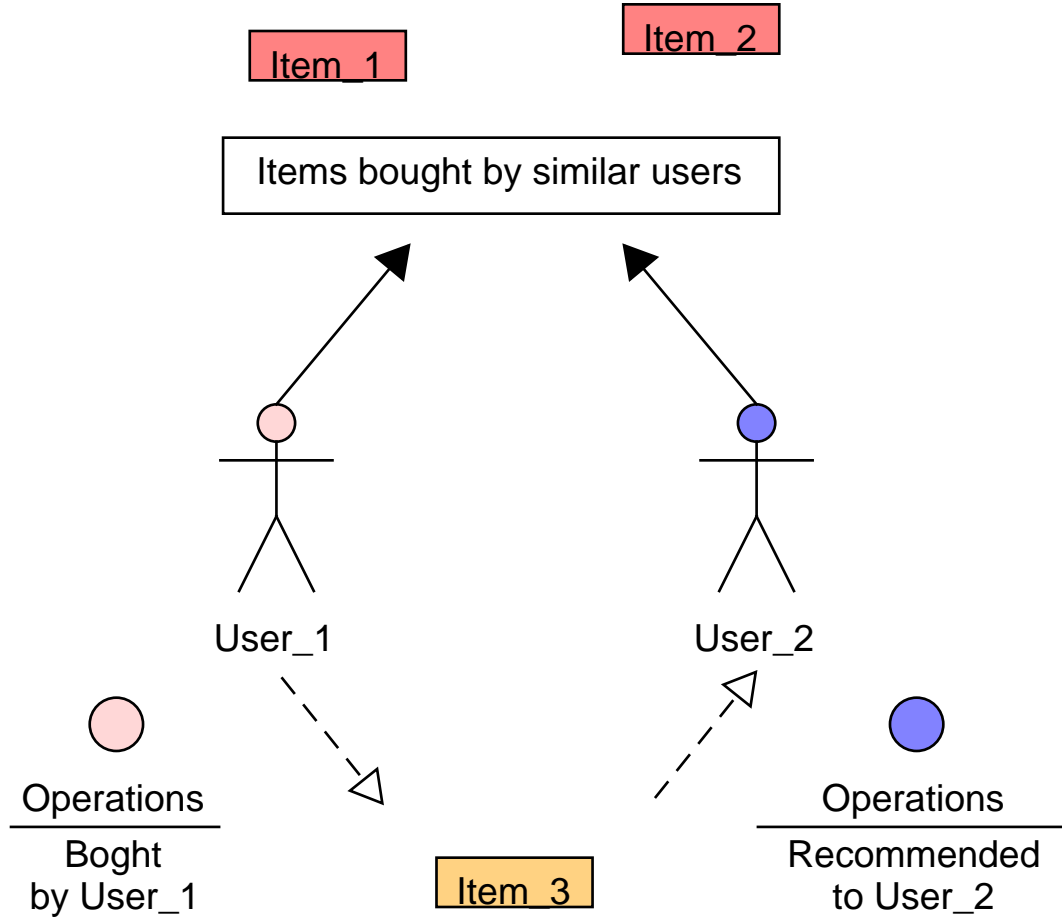 Item_1
Item_2
Items bought by similar users
User_1
User_2
Operations
Boght
by User_1
Operations
Recommended
to User_2
Item_3